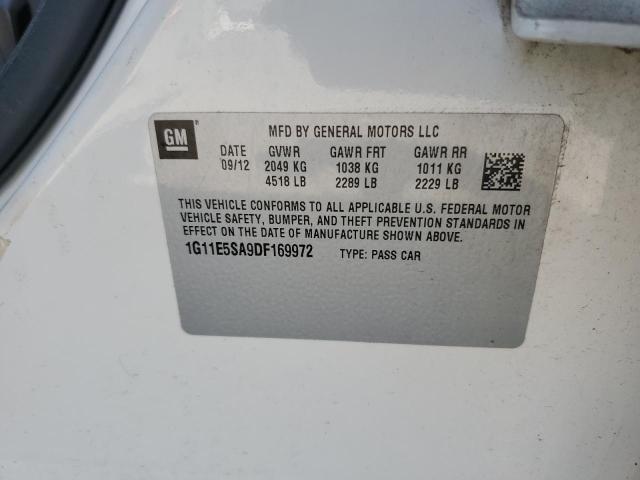 GM ® MFD BY GENERAL MOTORS LLC
DATE GVWR GAWR FRT GAWR RR
09/12 2049 KG 1038 KG 1011 KG
4518 LB 2289 LB 2229 LB
THIS VEHICLE CONFORMS TO ALL APPLICABLE U.S. FEDERAL MOTOR
VEHICLE SAFETY, BUMPER, AND THEFT PREVENTION STANDARDS IN
EFFECT ON THE DATE OF MANUFACTURE SHOWN ABOVE.
1G11E5SA9DF169972 TYPE: PASS CAR